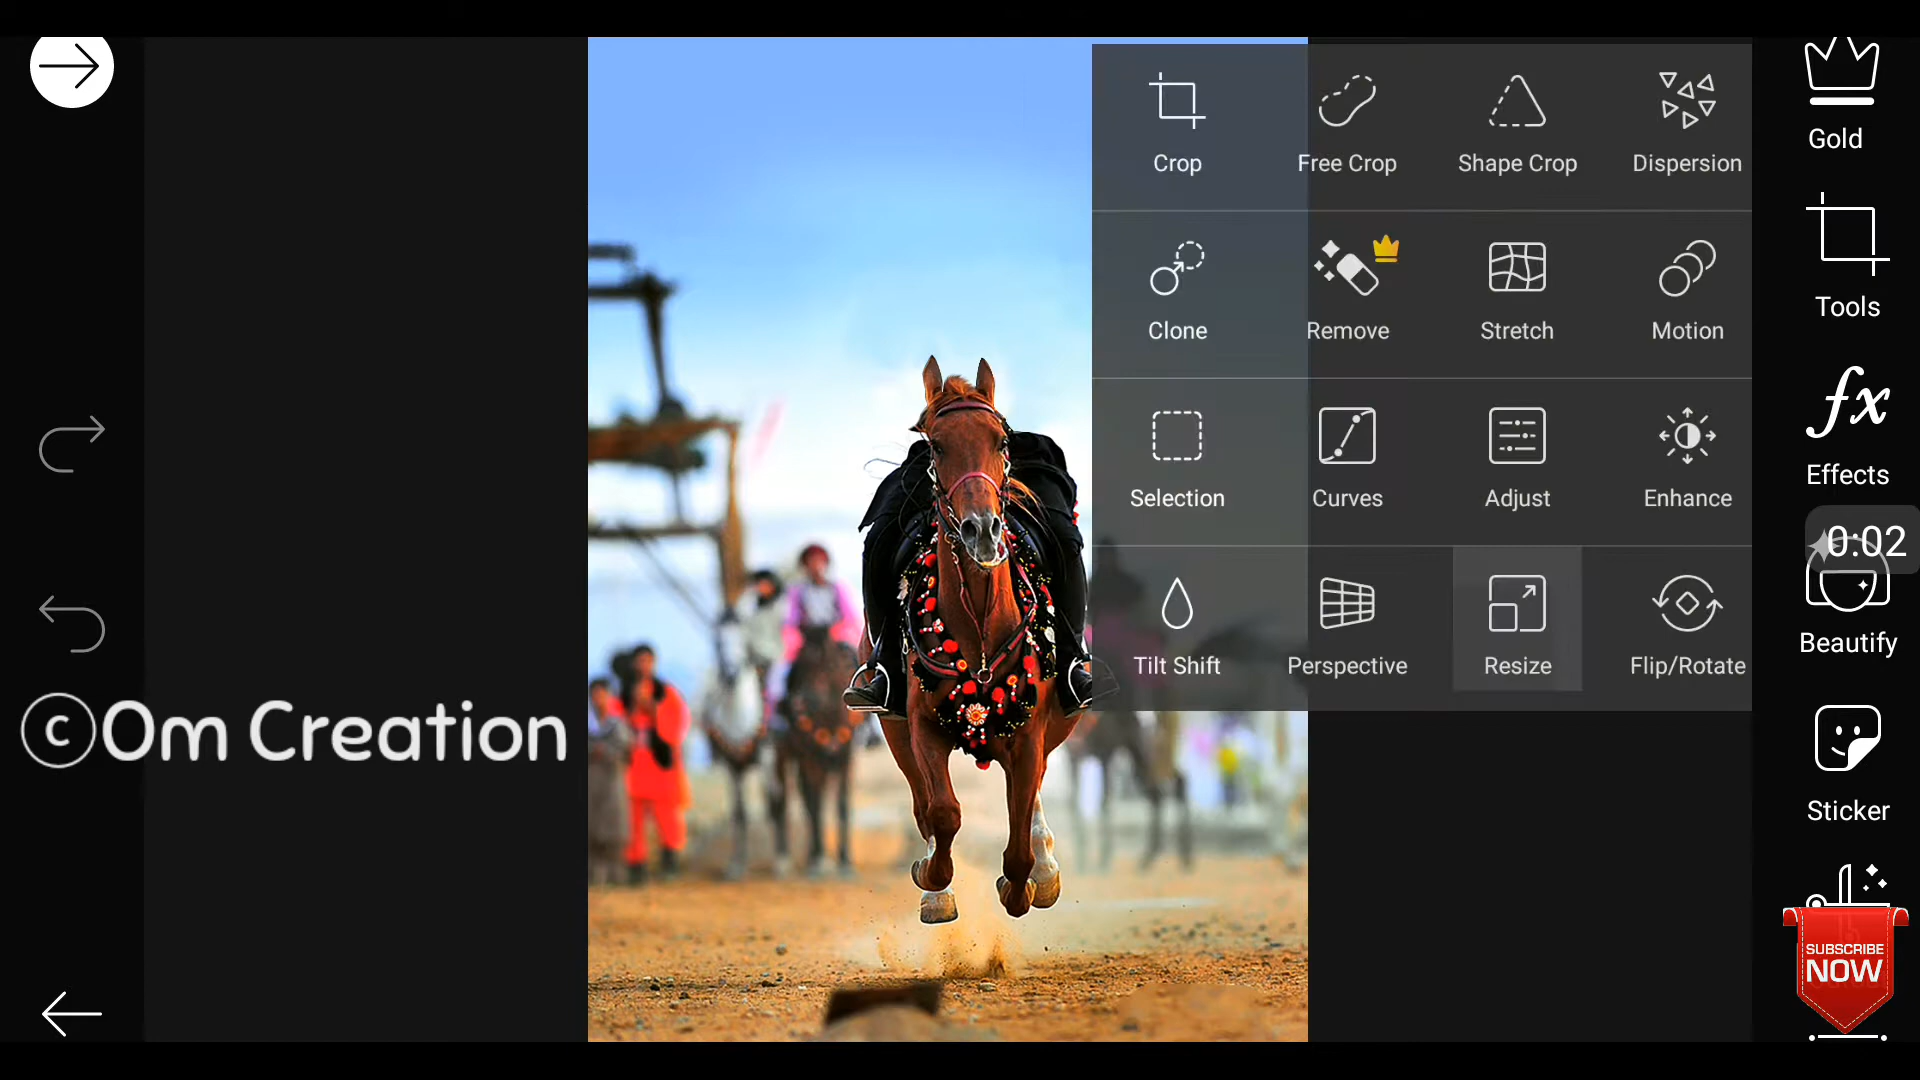 Gold
Crop
Free Crop
Shape Crop
Dispersion
Tools
Clone
Remove
Stretch
Motion
fx
Effects
Selection
Curves
Adjust
Enhance
0:02
Tilt Shift
Perspective
Resize
Flip/Rotate
Beautify
©Om Creation
Sticker
SUBSCRIBE
NOW